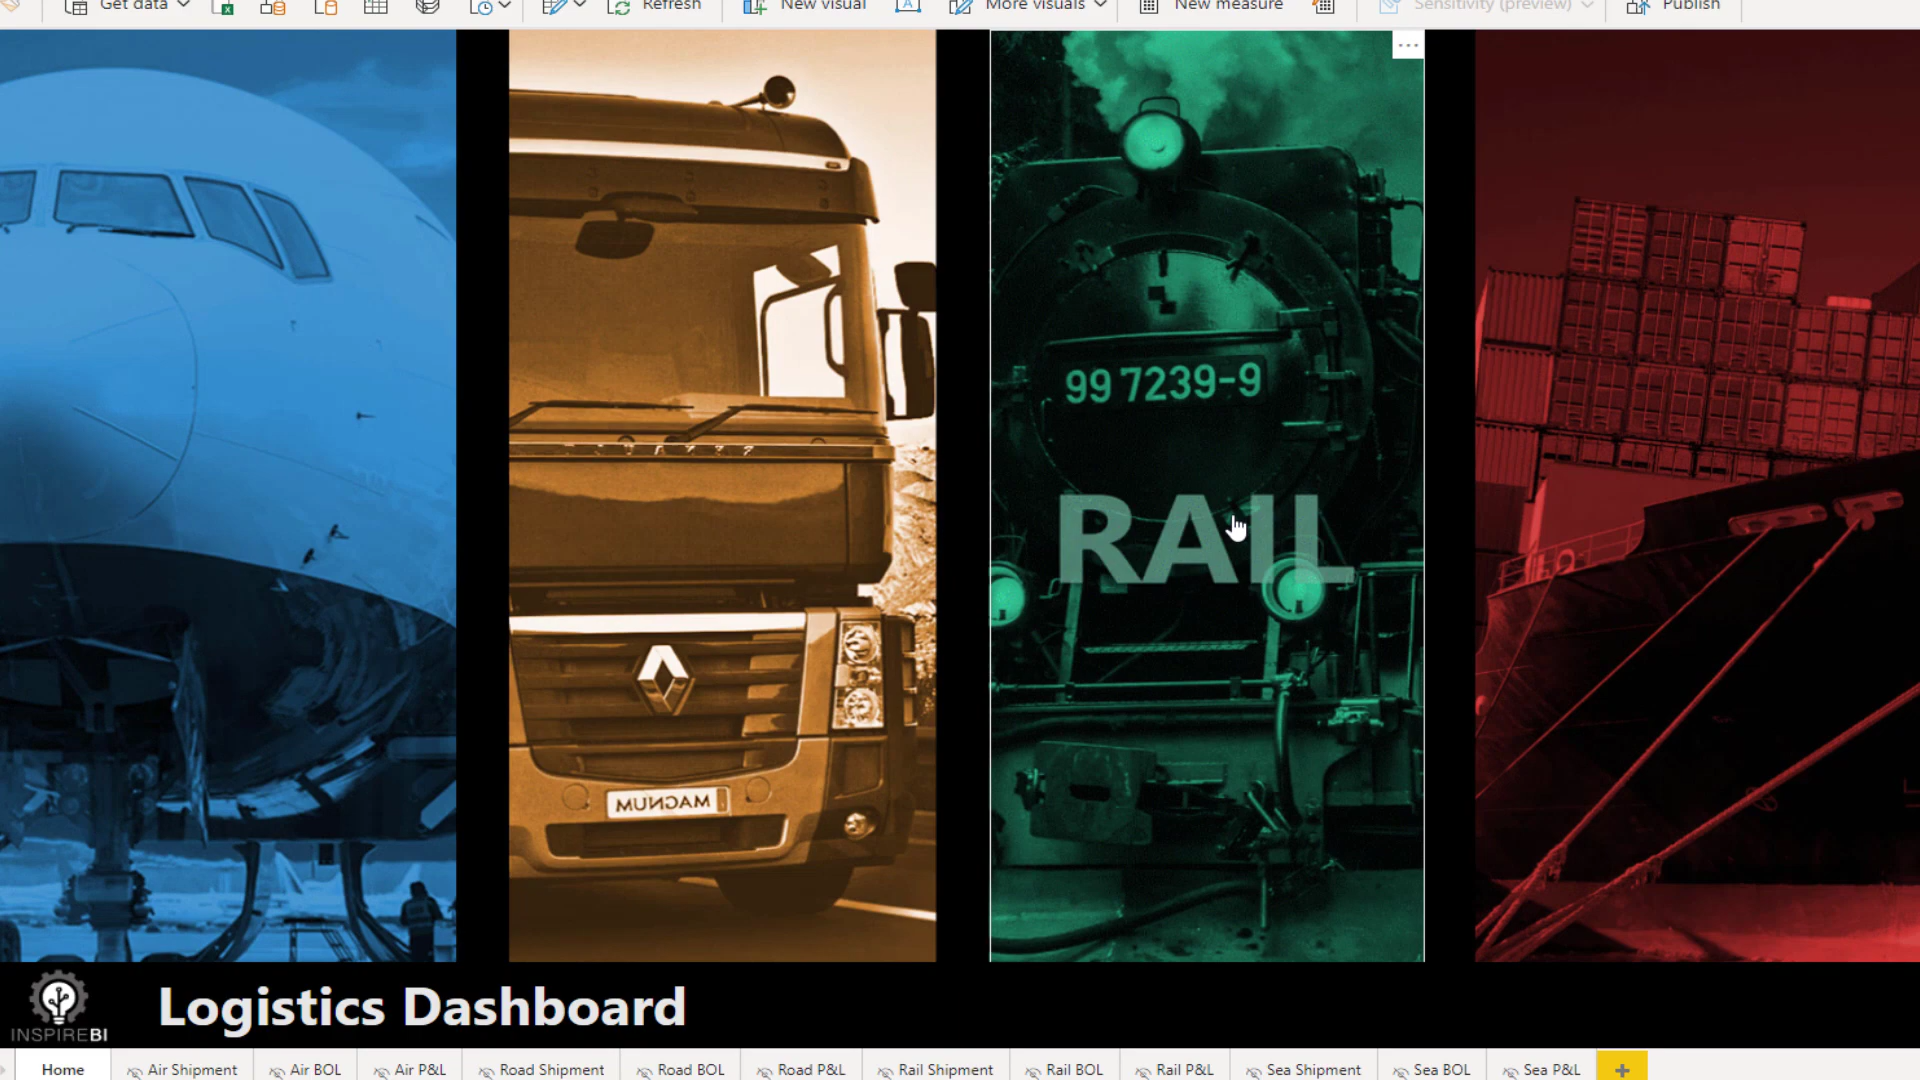 Get data
Refresh
New visual
More visuals
New measure
Sensitivity (preview)
Publish
99 7239-9
RAIL
MAGNUM
INSPIREBI
Logistics Dashboard
Home
Air Shipment
Air BOL
Air P&L
Road Shipment
Road BOL
Road P&L
Rail Shipment
Rail BOL
Rail P&L
Sea Shipment
Sea BOL
Sea P&L